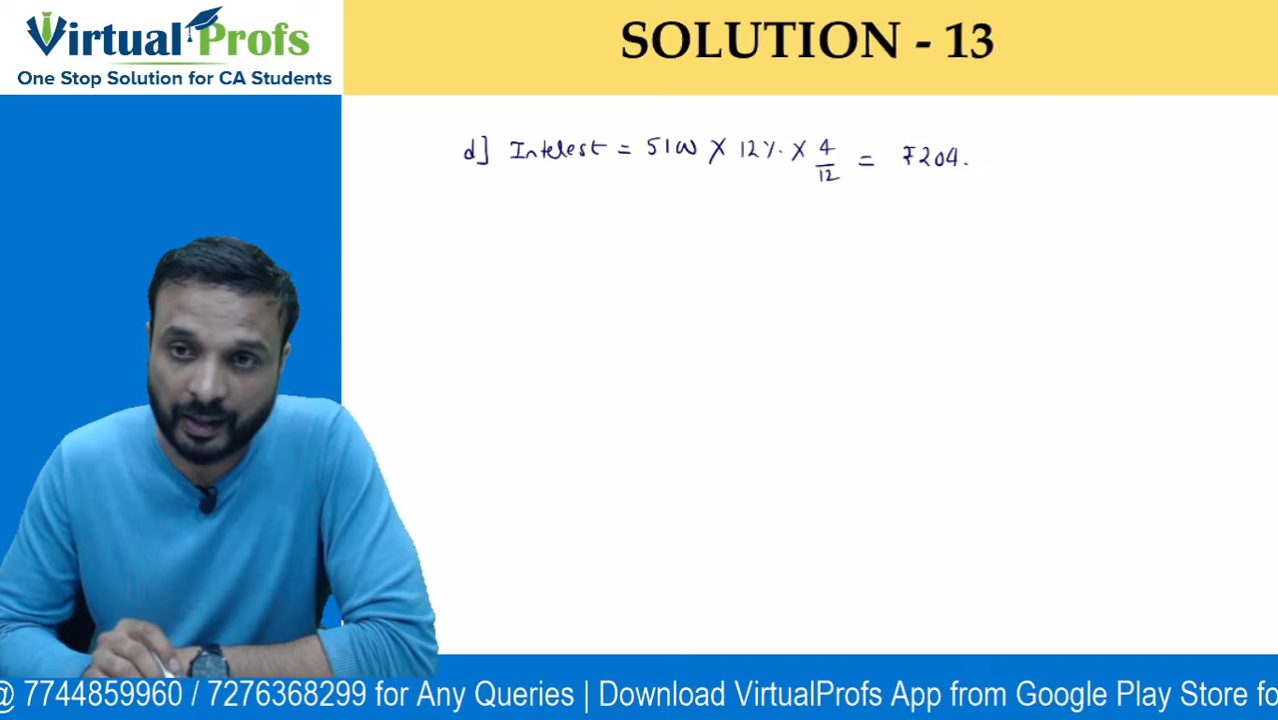 Virtual Profs
One Stop Solution for CA Students
SOLUTION - 13
d] Interest = 5100 X 12% X 4/12 = ₹204.
@ 7744859960 / 7276368299 for Any Queries | Download VirtualProfs App from Google Play Store fo